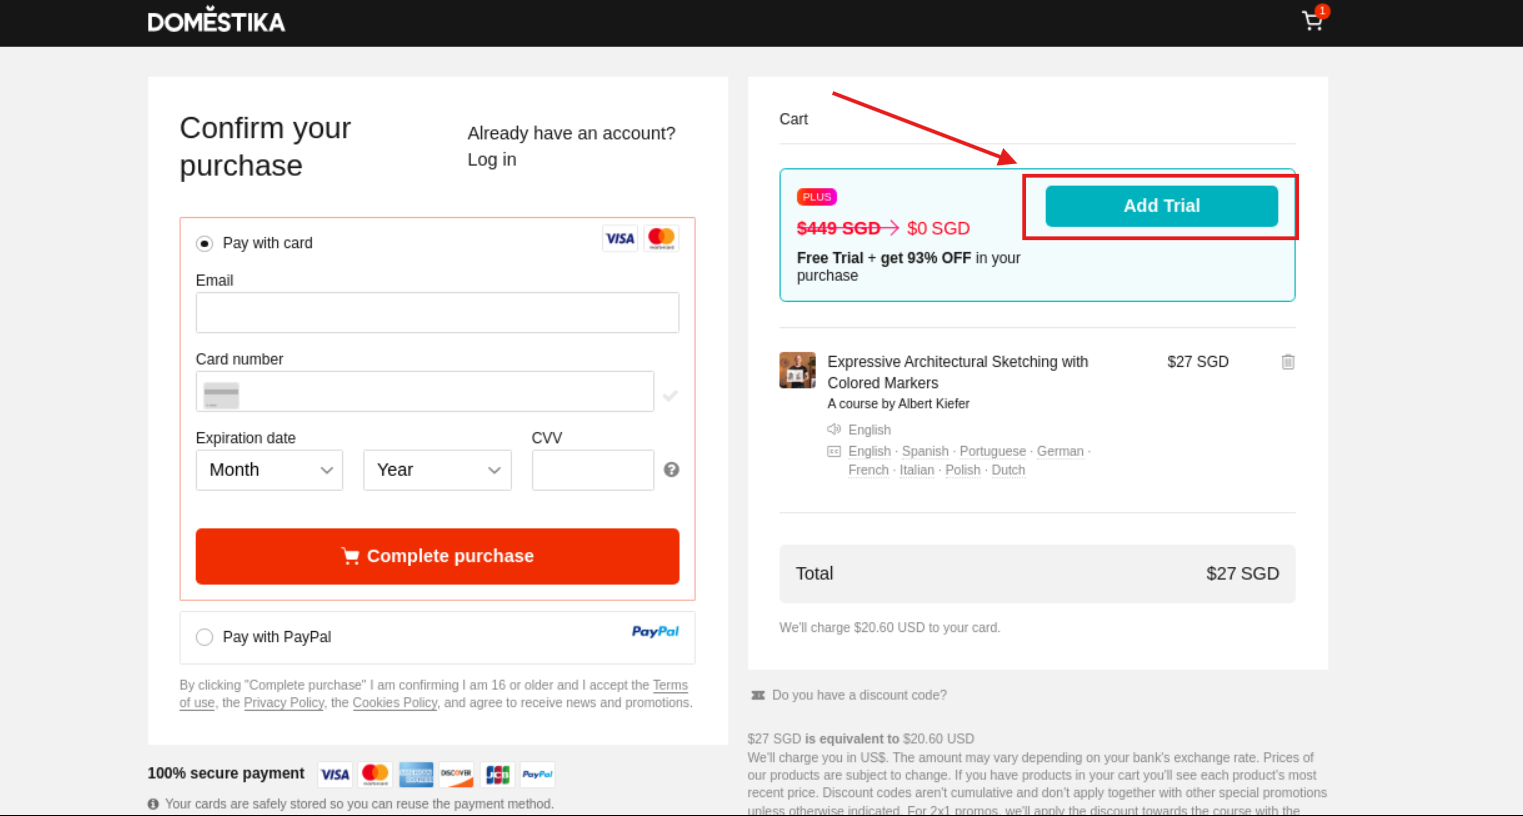 DOMESTIKA
1
Confirm your
purchase
Already have an account?
Log in
Pay with card
VISA
mastercard
Email
Card number
Expiration date
CVV
Month
Year
?
Complete purchase
Pay with PayPal
PayPal
By clicking "Complete purchase" I am confirming I am 16 or older and I accept the Terms
of use, the Privacy Policy, the Cookies Policy, and agree to receive news and promotions.
100% secure payment
VISA
AMERICAN EXPRESS
DISCOVER
JCB
PayPal
Your cards are safely stored so you can reuse the payment method.
Cart
PLUS
Add Trial
$449 SGD $0 SGD
Free Trial + get 93% OFF in your
purchase
Expressive Architectural Sketching with
Colored Markers
$27 SGD
A course by Albert Kiefer
English
English · Spanish · Portuguese · German ·
French · Italian · Polish · Dutch
Total
$27 SGD
We'll charge $20.60 USD to your card.
Do you have a discount code?
$27 SGD is equivalent to $20.60 USD
We'll charge you in US$. The amount may vary depending on your bank's exchange rate. Prices of
our products are subject to change. If you have products in your cart you'll see each product's most
recent price. Discount codes aren't cumulative and don't apply together with other special promotions
unless otherwise indicated. For 2x1 promos, we'll apply the discount towards the course with the